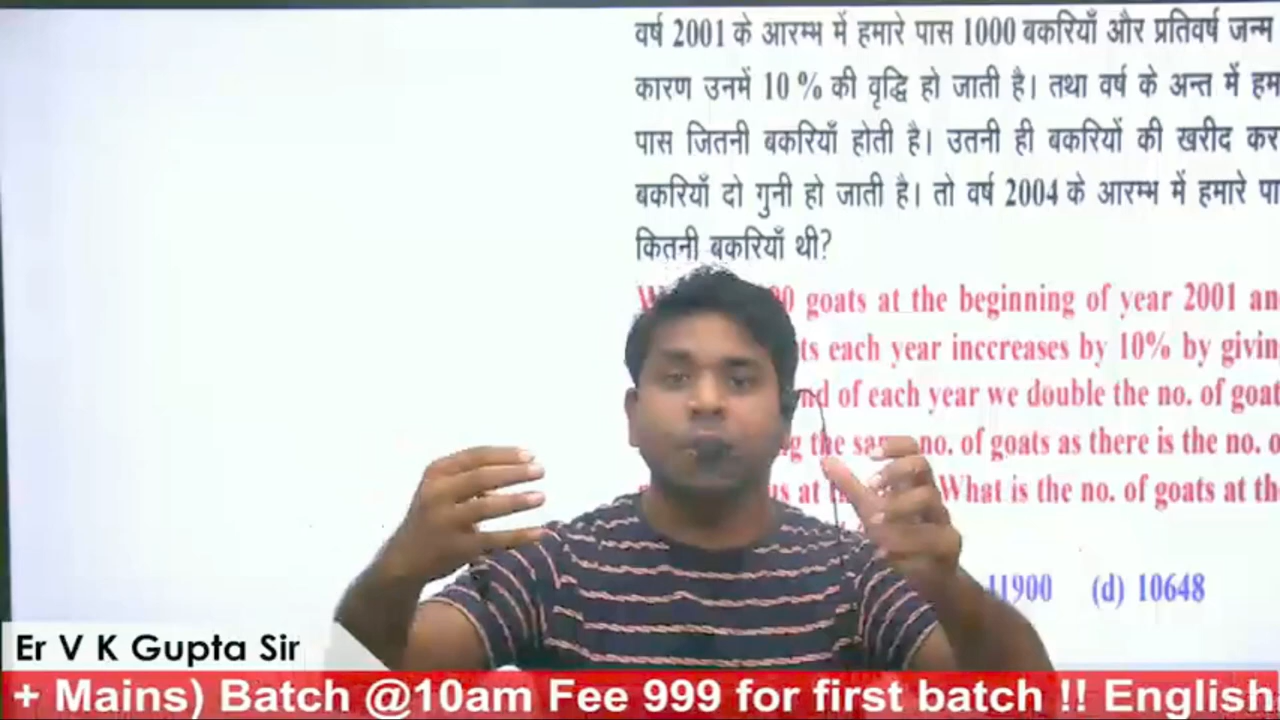 वर्ष 2001 के आरम्भ में हमारे पास 1000 बकरियाँ और प्रतिवर्ष जन्म
कारण उनमें 10 % की वृद्धि हो जाती है। तथा वर्ष के अन्त में हम
पास जितनी बकरियाँ होती है। उतनी ही बकरियों की खरीद कर
बकरियाँ दो गुनी हो जाती है। तो वर्ष 2004 के आरम्भ में हमारे पा
कितनी बकरियाँ थी?
goats at the beginning of year 2001 an
each year inccreases by 10% by givin
of each year we double the no. of goat
the no. of goats as there is the no. o
at What is the no. of goats at th
11900 (d) 10648
Er V K Gupta Sir
+ Mains) Batch @10am Fee 999 for first batch !! English